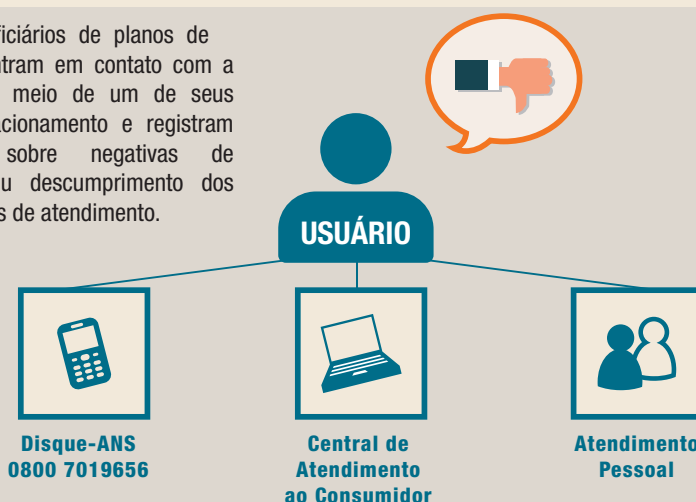 ficiários de planos de
ntram em contato com a
meio de um de seus
acionamento e registram
sobre negativas de
u descumprimento dos
s de atendimento.
USUÁRIO
Disque-ANS
0800 7019656
Central de
Atendimento
ao Consumidor
Atendimento
Pessoal